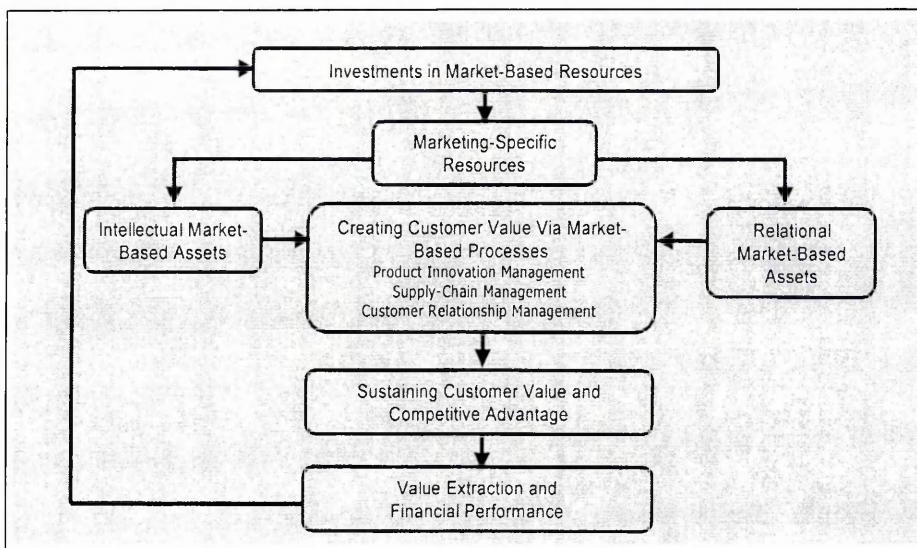 Investments in Market-Based Resources
Marketing-Specific
Resources
Intellectual Market-
Based Assets
Creating Customer Value Via Market-
Based Processes
Product Innovation Management
Supply-Chain Management
Customer Relationship Management
Relational
Market-Based
Assets
Sustaining Customer Value and
Competitive Advantage
Value Extraction and
Financial Performance